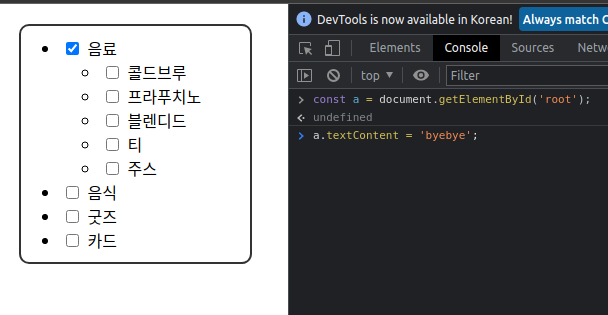 음료
콜드브루
프라푸치노
블렌디드
티
주스
음식
굿즈
카드
DevTools is now available in Korean! Always match C
Elements Console Sources Netw
top Filter
const a = document.getElementById('root');
undefined
a.textContent = 'byebye';